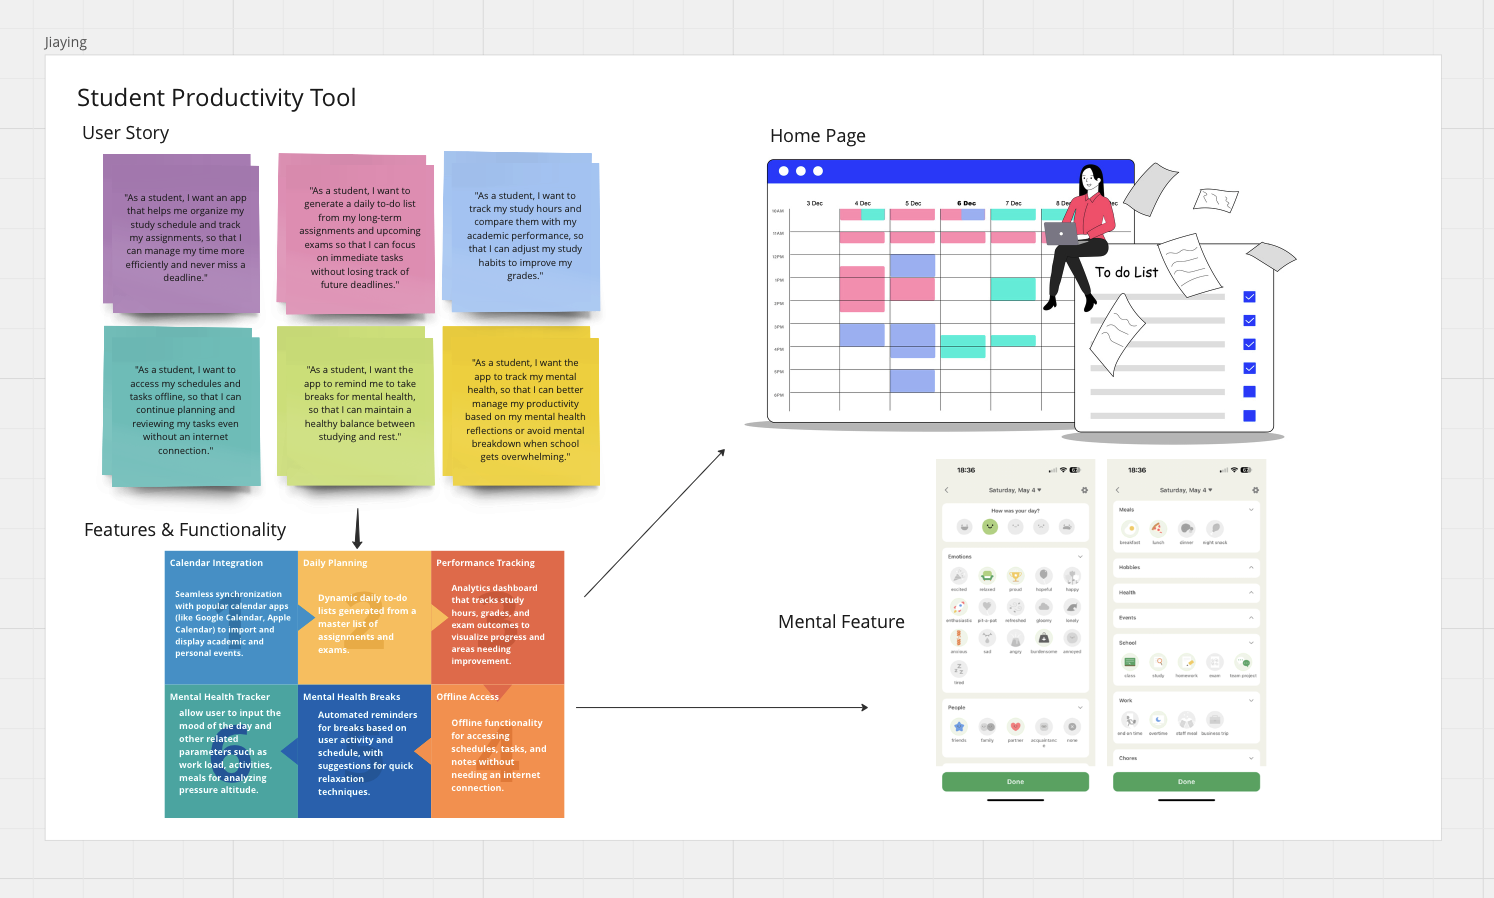 Jiaying
Student Productivity Tool
User Story
"As a student, I want an app
that helps me organize my
study schedule and track
my assignments, so that I
can manage my time more
efficiently and never miss a
deadline."
"As a student, I want to
generate a daily to-do list
from my long-term
assignments and upcoming
exams so that I can focus
on immediate tasks
without losing track of
future deadlines."
"As a student, I want to
track my study hours and
compare them with my
academic performance, so
that I can adjust my study
habits to improve my
grades."
"As a student, I want to
access my schedules and
tasks offline, so that I can
continue planning and
reviewing my tasks even
without an internet
connection."
"As a student, I want the
app to remind me to take
breaks for mental health,
so that I can maintain a
healthy balance between
studying and rest."
"As a student, I want the
app to track my mental
health, so that I can better
manage my productivity
based on my mental health
reflections or avoid mental
breakdown when school
gets overwhelming."
Features & Functionality
Calendar Integration
Seamless synchronization
with popular calendar apps
(like Google Calendar, Apple
Calendar) to import and
display academic and
personal events.
1
Daily Planning
Dynamic daily to-do
lists generated from a
master list of
assignments and
exams.
2
Performance Tracking
Analytics dashboard
that tracks study
hours, grades, and
exam outcomes to
visualize progress and
areas needing
improvement.
3
Mental Health Tracker
allow user to input the
mood of the day and
other related
parameters such as
work load, activities,
meals for analyzing
pressure altitude.
6
Mental Health Breaks
Automated reminders
for breaks based on
user activity and
schedule, with
suggestions for quick
relaxation
techniques.
5
Offline Access
Offline functionality
for accessing
schedules, tasks, and
notes without
needing an internet
connection.
4
Home Page
3 Dec
4 Dec
5 Dec
6 Dec
7 Dec
8 Dec
Dec
10AM
11AM
12PM
1PM
2PM
3PM
4PM
5PM
6PM
To do List
Mental Feature
18:36
Saturday, May 4
How was your day?
Emotions
excited
relaxed
proud
hopeful
happy
enthusiastic
pit-a-pat
refreshed
gloomy
lonely
anxious
sad
angry
burdensome
annoyed
tired
People
friends
family
partner
acquaintance
none
Done
18:36
Saturday, May 4
Meals
breakfast
lunch
dinner
night snack
Hobbies
Health
Events
School
class
study
homework
exam
team project
Work
end on time
overtime
staff meal
business trip
Chores
Done